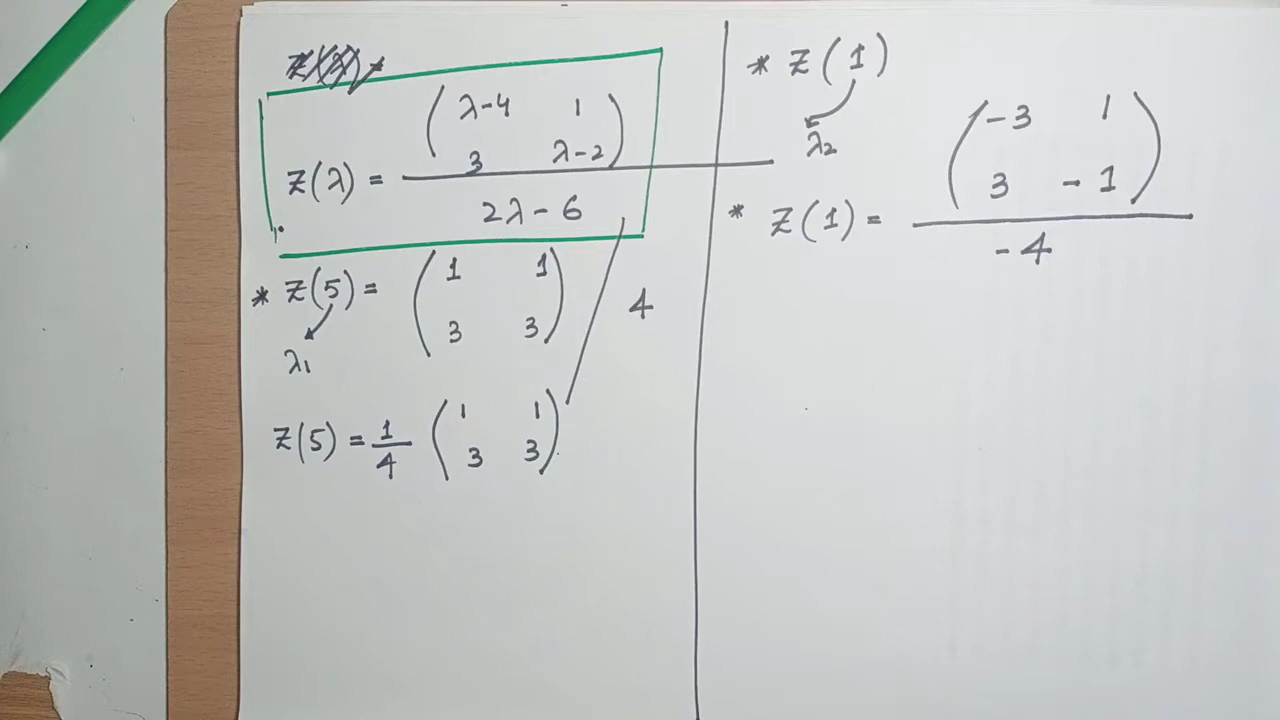 λ-4 1
3 λ-2
Z(λ) =
2λ-6
* Z(5) = 1 1
3 3
4
λ1
Z(5) = 1/4 1 1
3 3
* Z(1)
λ2
-3 1
3 -1
* Z(1) =
-4